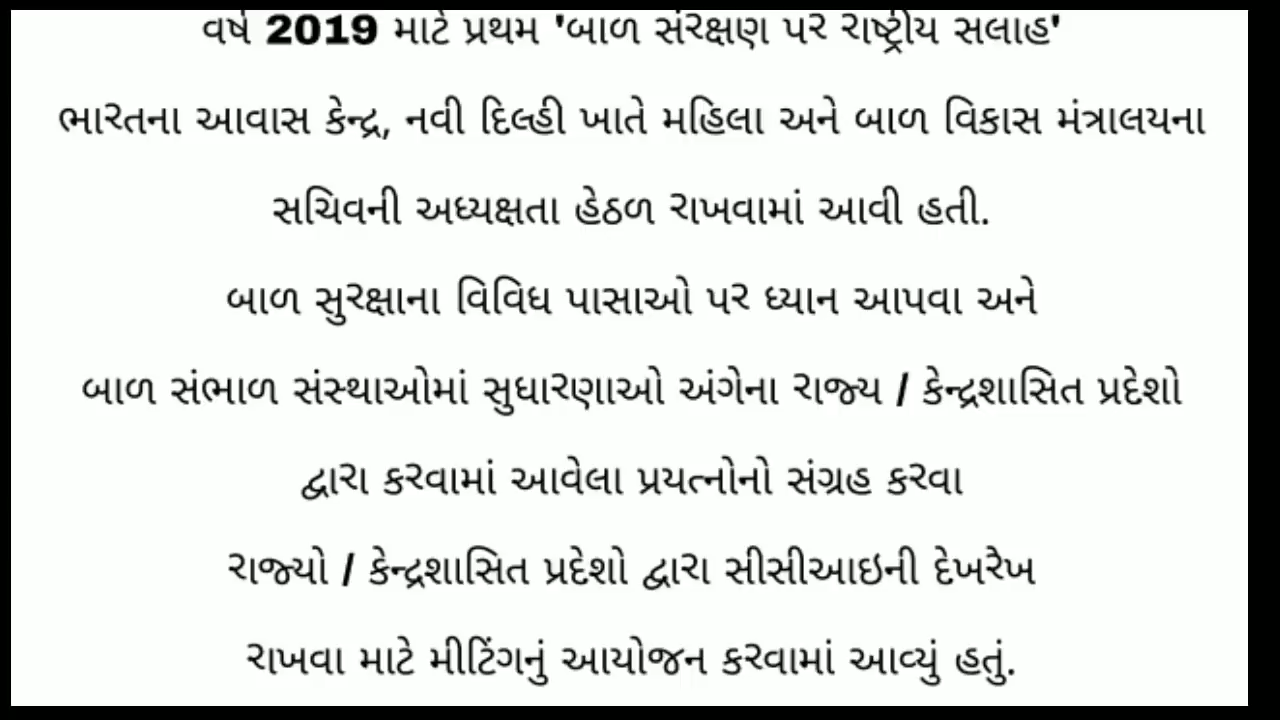 વર્ષ 2019 માટે પ્રથમ 'બાળ સંરક્ષણ પર રાષ્ટ્રીય સલાહ'
ભારતના આવાસ કેન્દ્ર, નવી દિલ્હી ખાતે મહિલા અને બાળ વિકાસ મંત્રાલયના
સચિવની અધ્યક્ષતા હેઠળ રાખવામાં આવી હતી.
બાળ સુરક્ષાના વિવિધ પાસાઓ પર ધ્યાન આપવા અને
બાળ સંભાળ સંસ્થાઓમાં સુધારણાઓ અંગેના રાજ્ય / કેન્દ્રશાસિત પ્રદેશો
દ્વારા કરવામાં આવેલા પ્રયત્નોનો સંગ્રહ કરવા
રાજ્યો / કેન્દ્રશાસિત પ્રદેશો દ્વારા સીસીઆઇની દેખરેખ
રાખવા માટે મીટિંગનું આયોજન કરવામાં આવ્યું હતું.